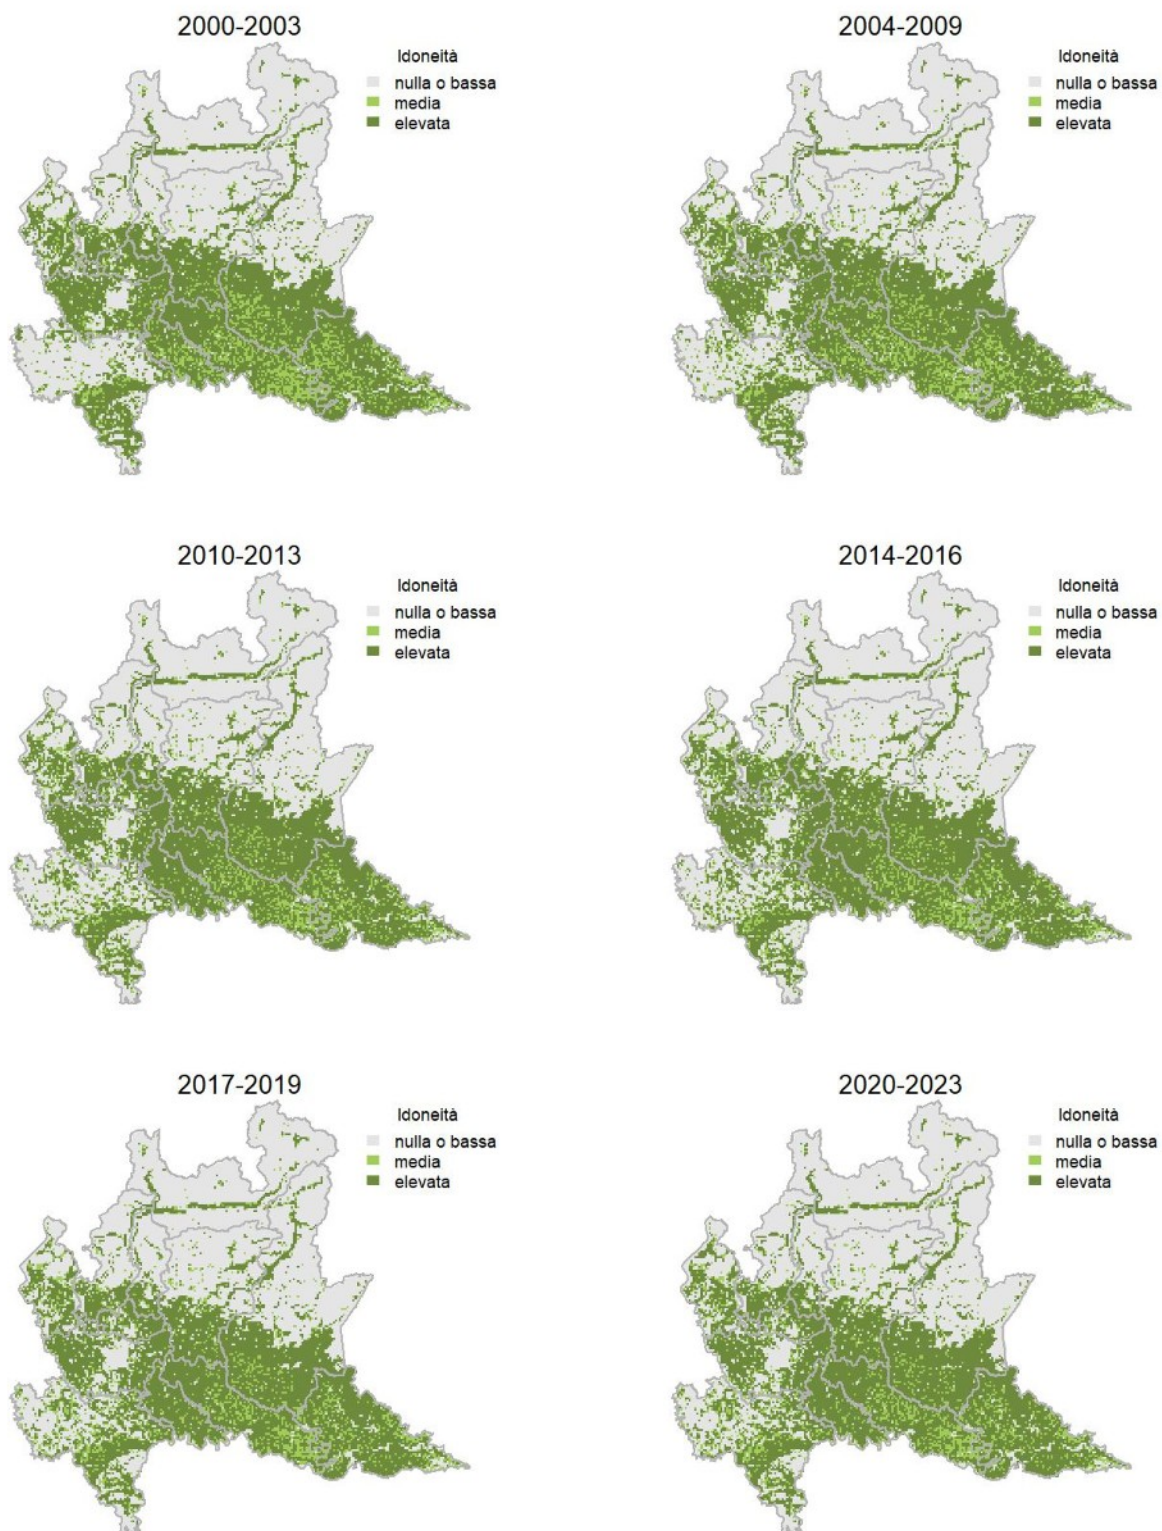 2000-2003
Idoneità
nulla o bassa
media
elevata
2004-2009
Idoneità
nulla o bassa
media
elevata
2010-2013
Idoneità
nulla o bassa
media
elevata
2014-2016
Idoneità
nulla o bassa
media
elevata
2017-2019
Idoneità
nulla o bassa
media
elevata
2020-2023
Idoneità
nulla o bassa
media
elevata